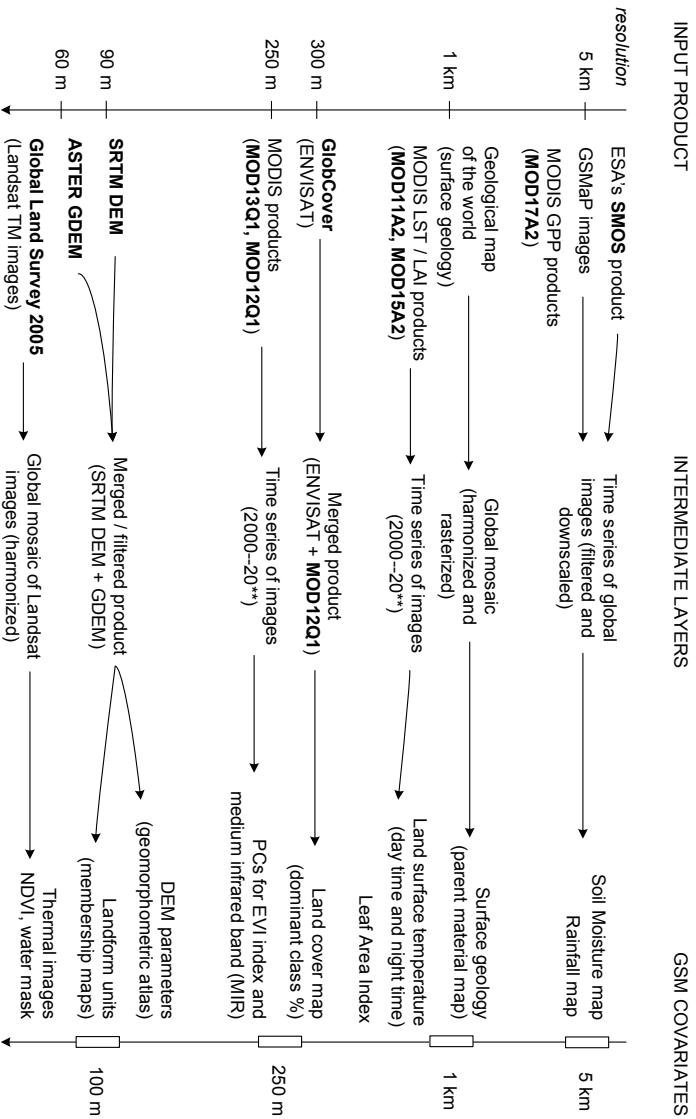 INPUT PRODUCT
INTERMEDIATE LAYERS
GSM COVARIATES
resolution
5 km
1 km
300 m
250 m
90 m
60 m
ESA's SMOS product
GSMaP images
MODIS GPP products
(MOD17A2)
Time series of global
images (filtered and
downscaled)
Soil Moisture map
Rainfall map
Geological map
of the world
(surface geology)
Global mosaic
(harmonized and
rasterized)
Surface geology
(parent material map)
MODIS LST / LAI products
(MOD11A2, MOD15A2)
Time series of images
(2000--20**)
Land surface temperature
(day time and night time)
Leaf Area Index
GlobCover
(ENVISAT)
Merged product
(ENVISAT + MOD12Q1)
Land cover map
(dominant class %)
MODIS products
(MOD13Q1, MOD12Q1)
Time series of images
(2000--20**)
PCs for EVI index and
medium infrared band (MIR)
SRTM DEM
ASTER GDEM
Merged / filtered product
(SRTM DEM + GDEM)
DEM parameters
(geomorphometric atlas)
Landform units
(membership maps)
Global Land Survey 2005
(Landsat TM images)
Global mosaic of Landsat
images (harmonized)
Thermal images
NDVI, water mask
5 km
1 km
250 m
100 m